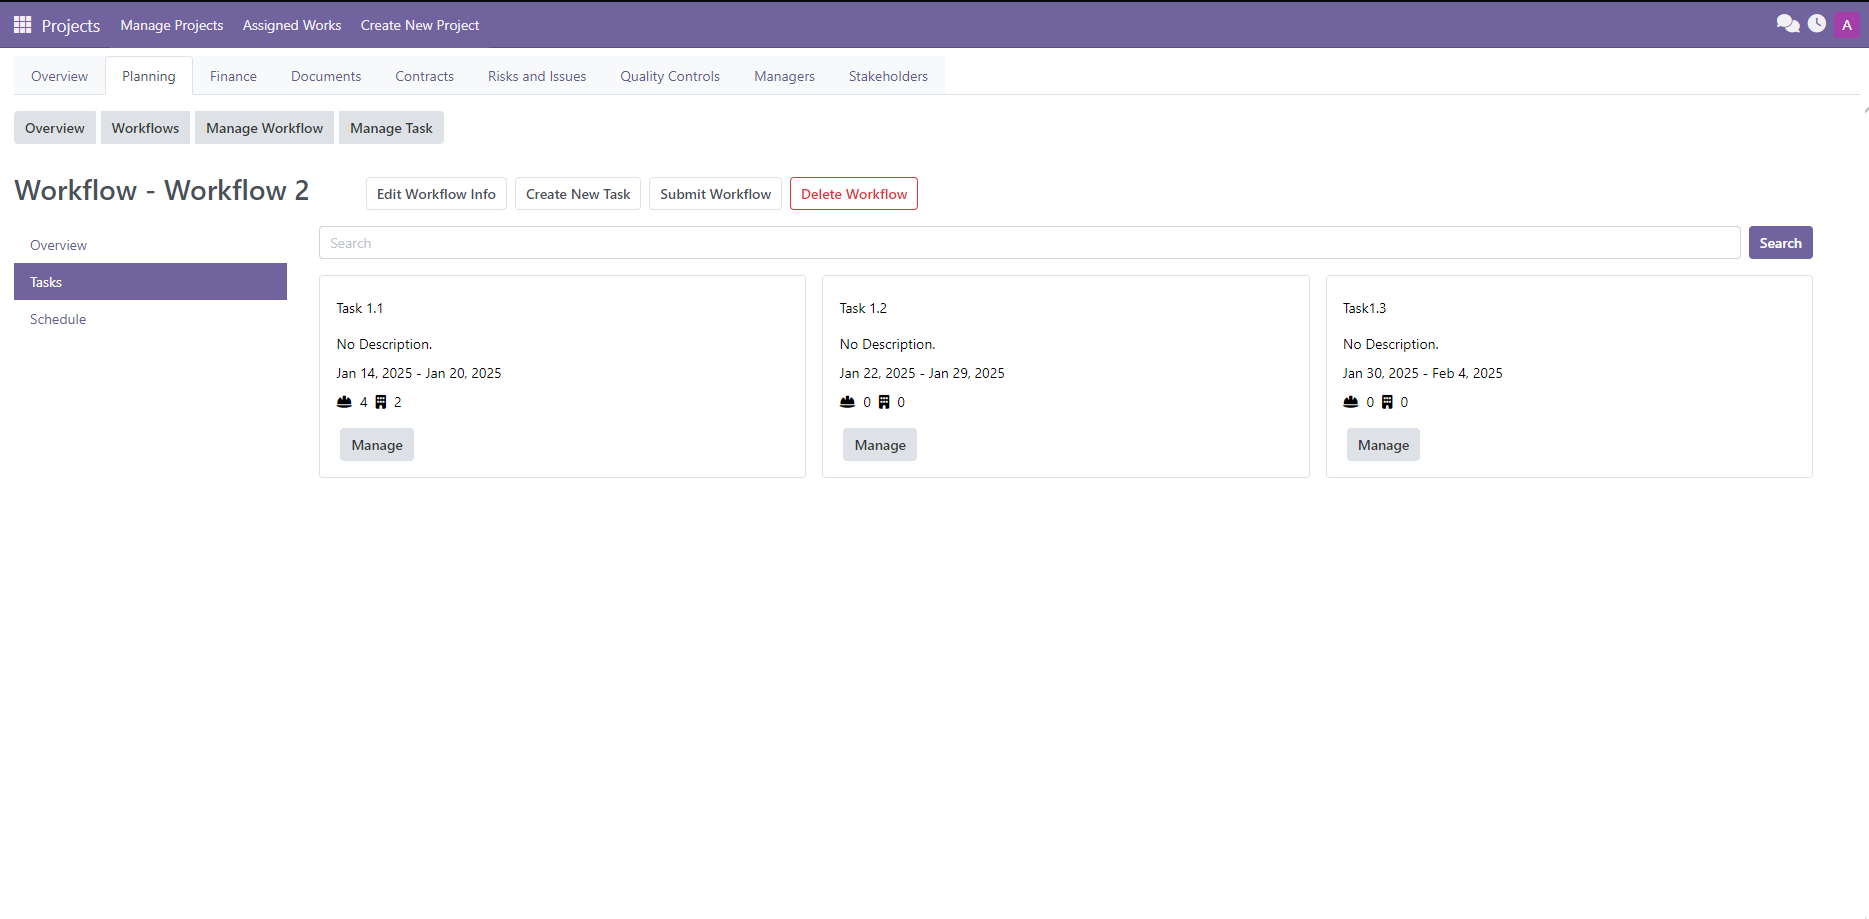 Projects Manage Projects Assigned Works Create New Project A
Overview Planning Finance Documents Contracts Risks and Issues Quality Controls Managers Stakeholders
Overview Workflows Manage Workflow Manage Task
Workflow - Workflow 2 Edit Workflow Info Create New Task Submit Workflow Delete Workflow
Overview
Tasks
Schedule
Search Search
Task 1.1
No Description.
Jan 14, 2025 - Jan 20, 2025
4 2
Manage
Task 1.2
No Description.
Jan 22, 2025 - Jan 29, 2025
0 0
Manage
Task1.3
No Description.
Jan 30, 2025 - Feb 4, 2025
0 0
Manage